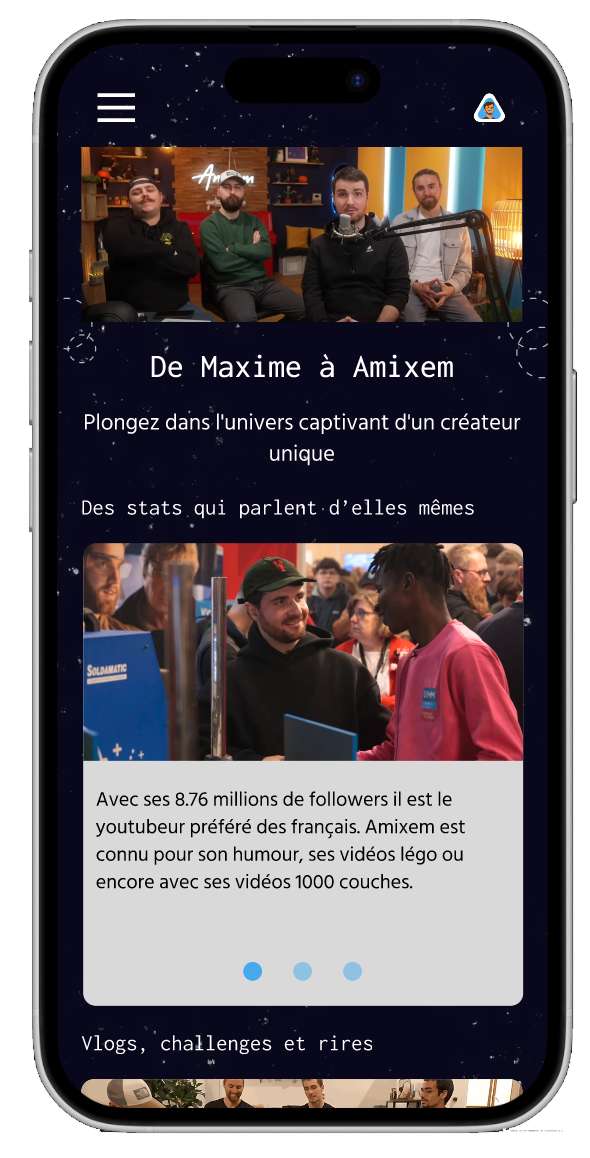 Amixem
De Maxime à Amixem
Plongez dans l'univers captivant d'un créateur
unique
Des stats qui parlent d’elles mêmes
SOLDAMATIC
Avec ses 8.76 millions de followers il est le
youtubeur préféré des français. Amixem est
connu pour son humour, ses vidéos légo ou
encore avec ses vidéos 1000 couches.
Vlogs, challenges et rires